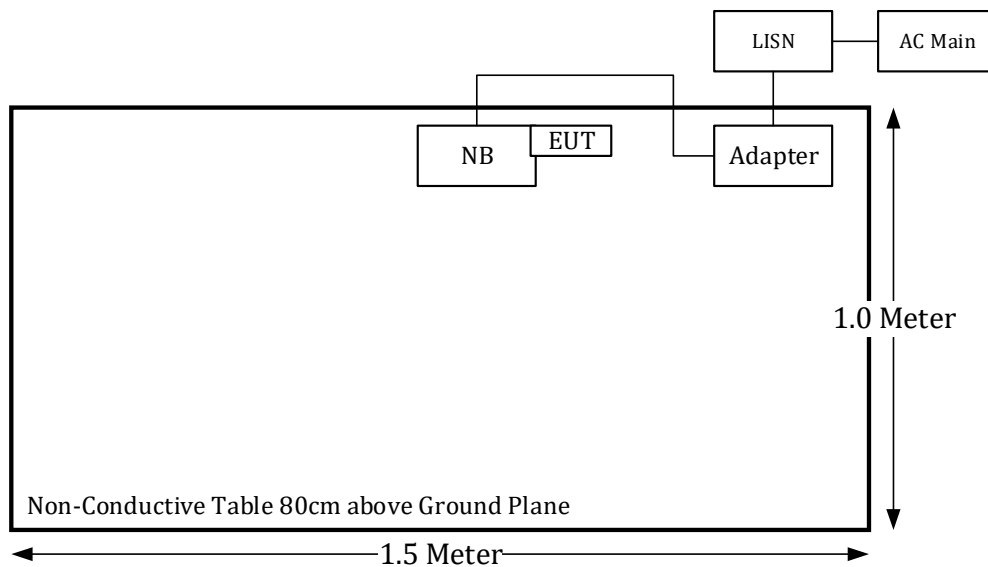 LISN
AC Main
NB
EUT
Adapter
1.0 Meter
Non-Conductive Table 80cm above Ground Plane
1.5 Meter